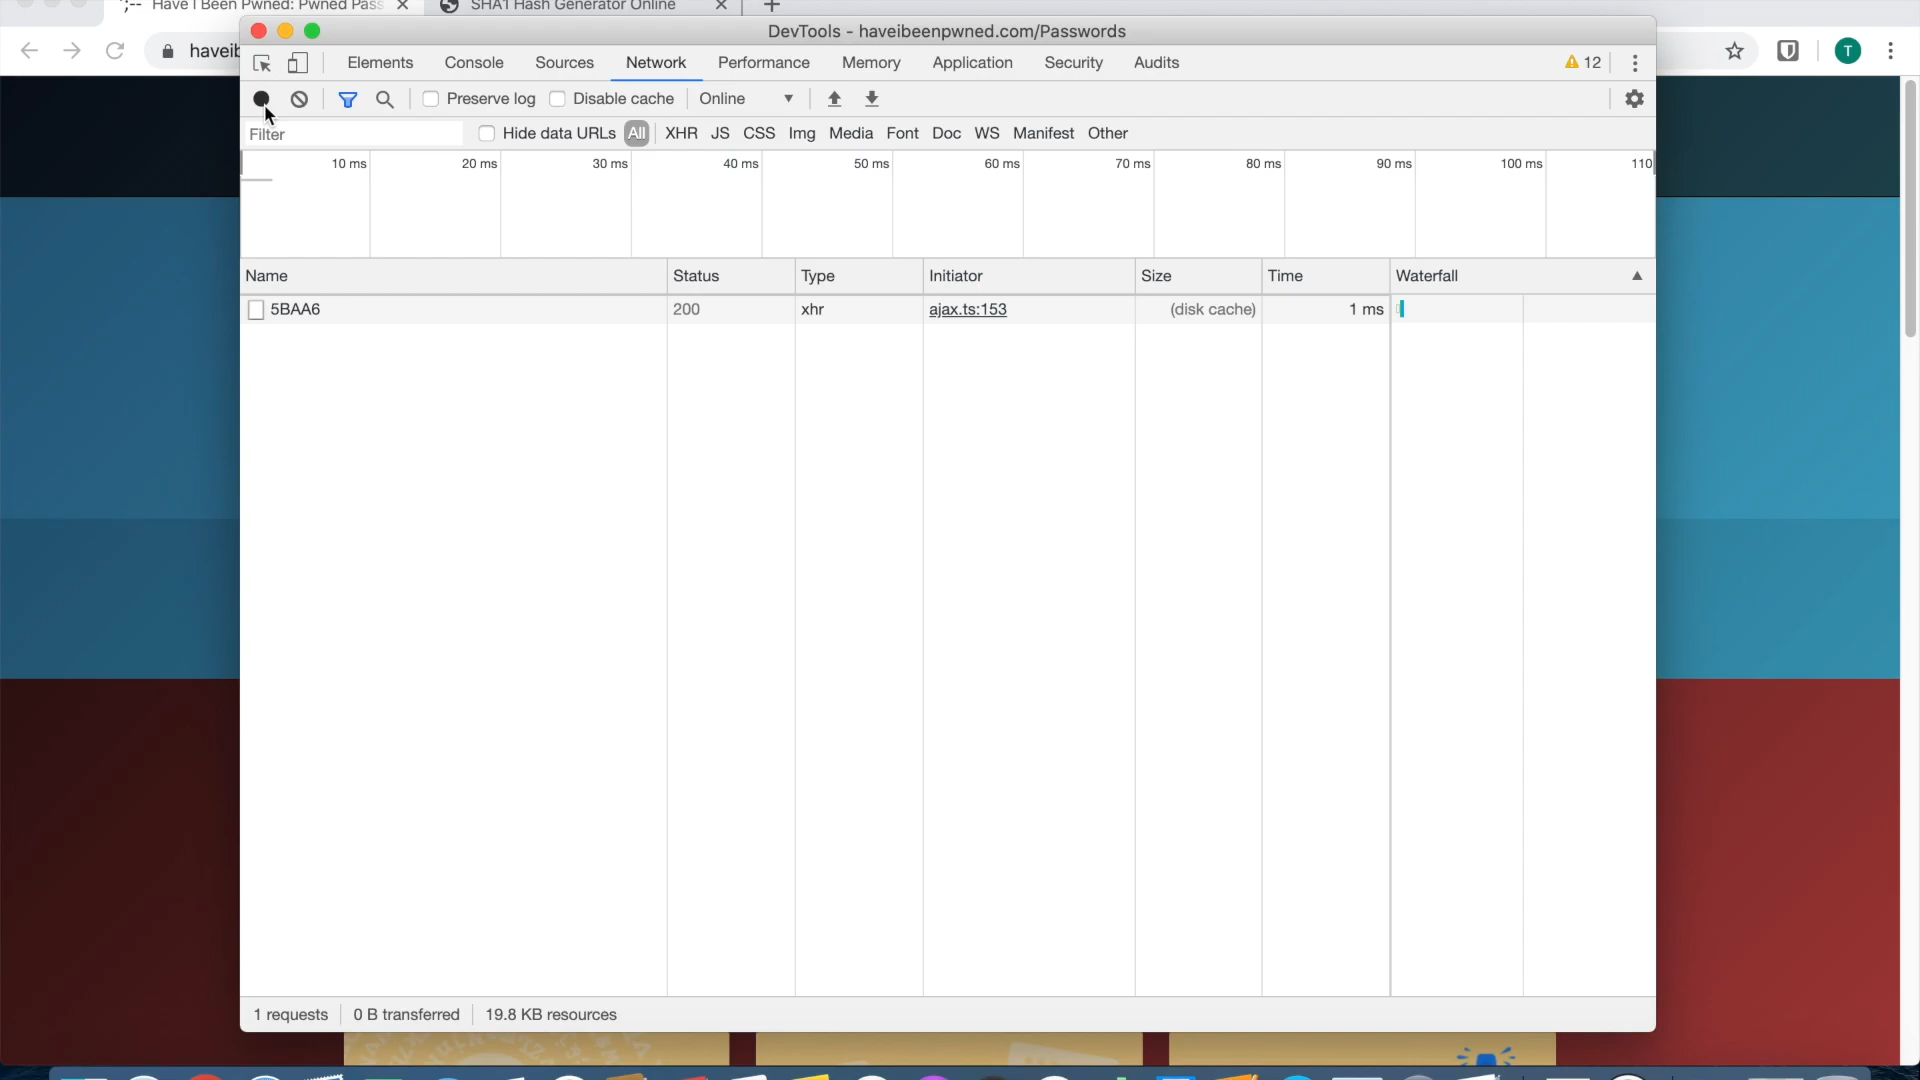 ;-- Have I Been Pwned: Pwned Pass
SHA1 Hash Generator Online
DevTools - haveibeenpwned.com/Passwords
haveib
T
Elements Console Sources Network Performance Memory Application Security Audits 12
Preserve log Disable cache Online
Filter Hide data URLs All XHR JS CSS Img Media Font Doc WS Manifest Other
10 ms 20 ms 30 ms 40 ms 50 ms 60 ms 70 ms 80 ms 90 ms 100 ms 110
Name Status Type Initiator Size Time Waterfall
5BAA6 200 xhr ajax.ts:153 (disk cache) 1 ms
1 requests 0 B transferred 19.8 KB resources